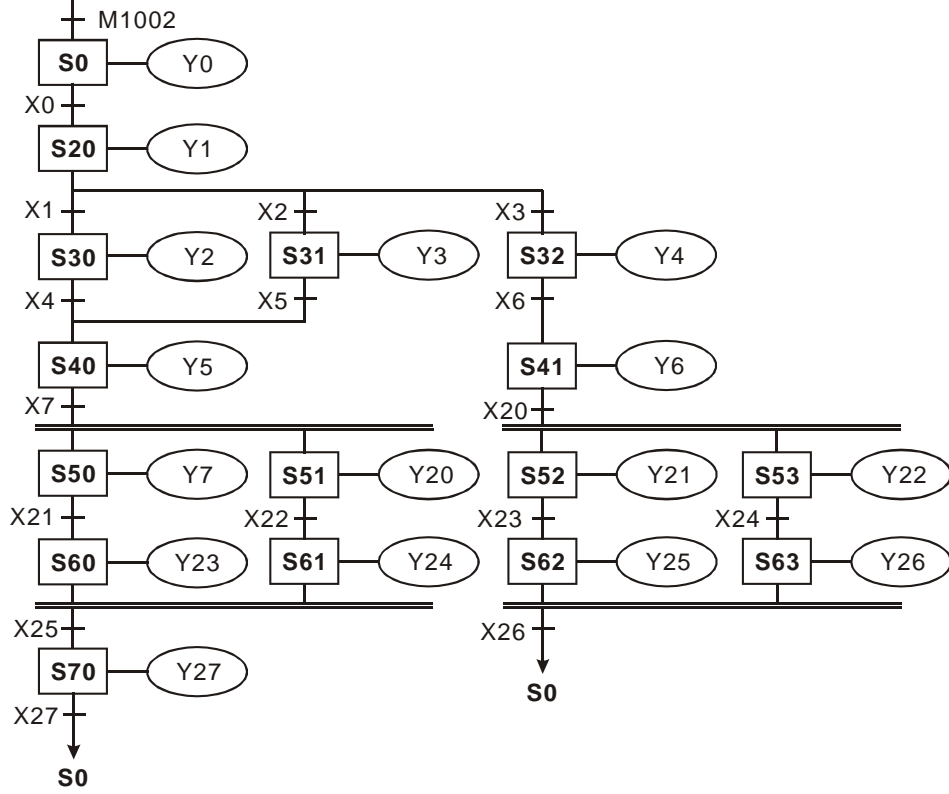 M1002
S0 Y0
X0
S20 Y1
X1 X2 X3
S30 Y2 S31 Y3 S32 Y4
X4 X5 X6
S40 Y5 S41 Y6
X7 X20
S50 Y7 S51 Y20 S52 Y21 S53 Y22
X21 X22 X23 X24
S60 Y23 S61 Y24 S62 Y25 S63 Y26
X25 X26
S70 Y27 S0
X27
S0